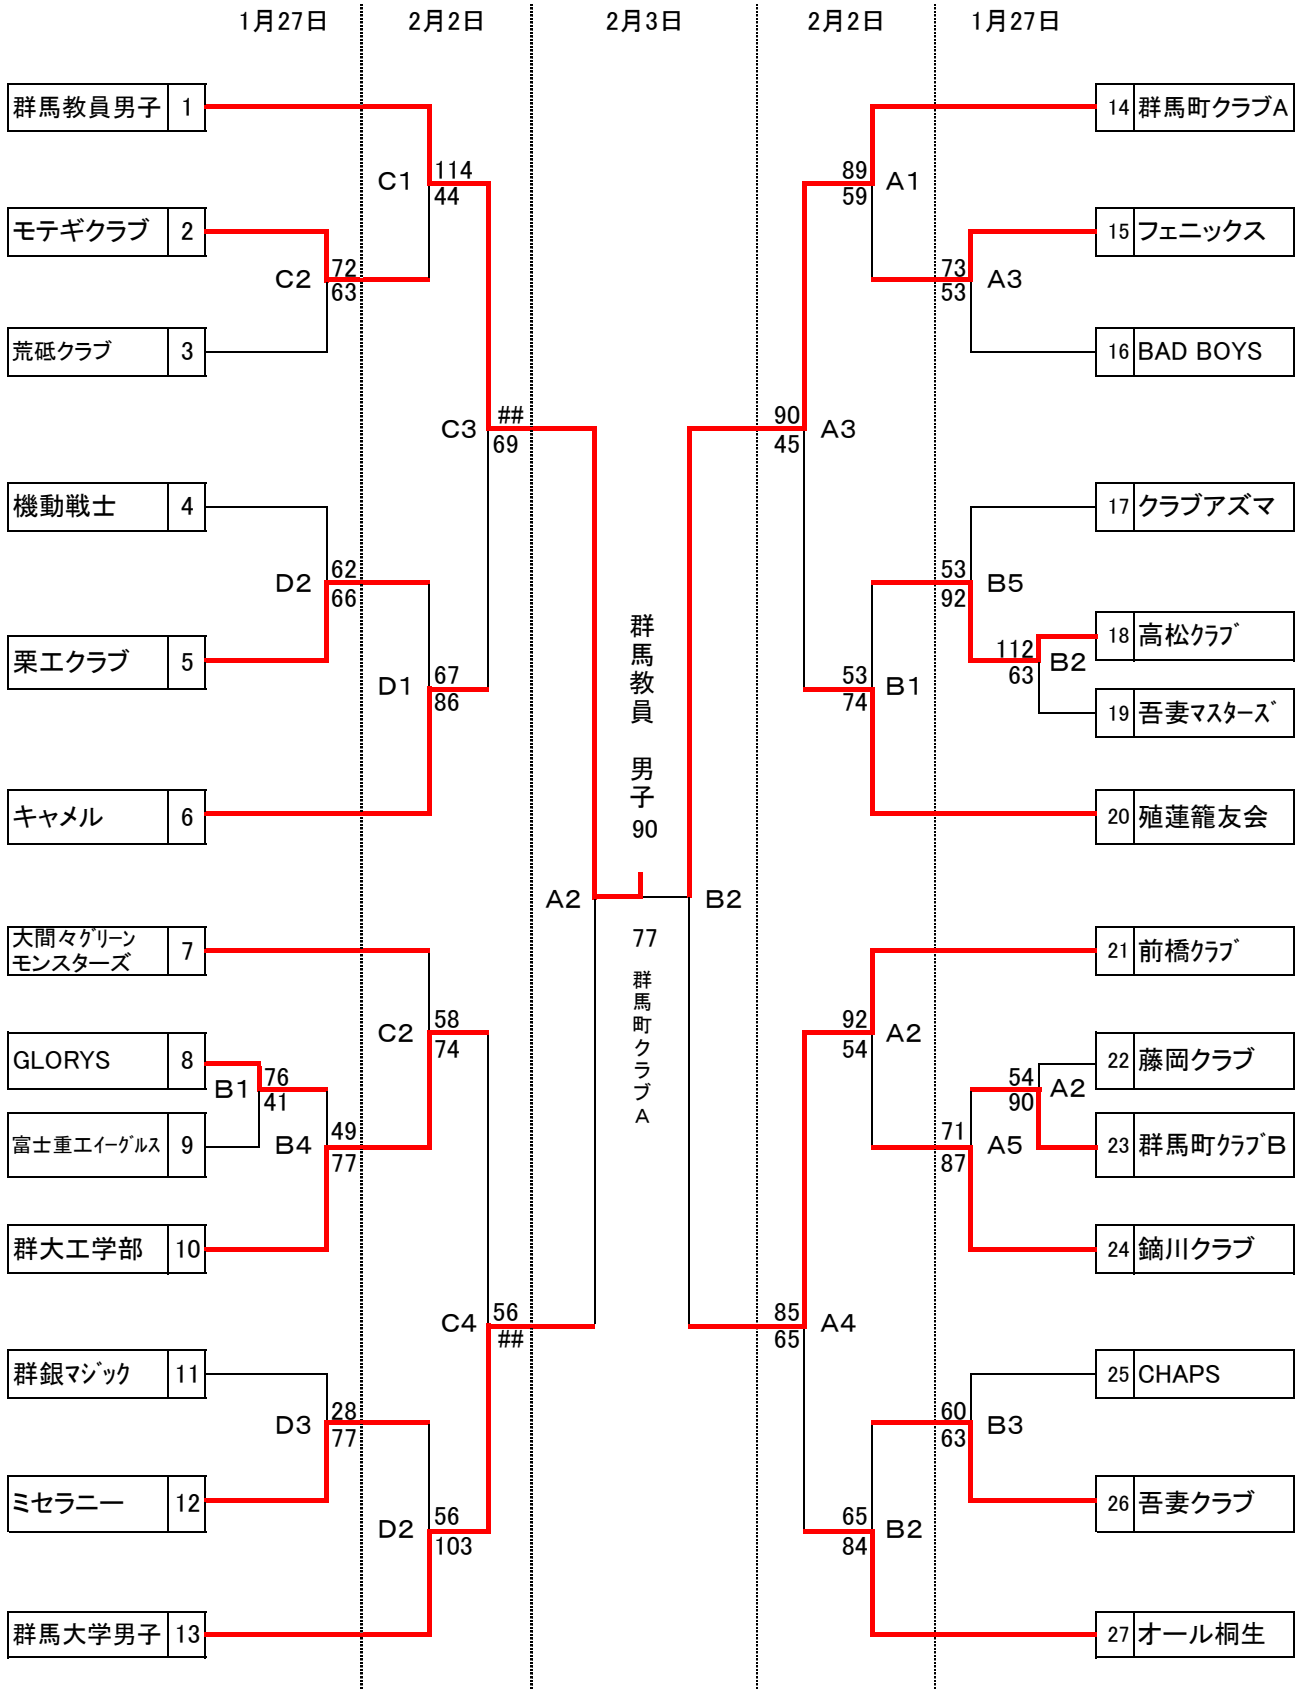 1月27日 2月2日 2月3日 2月2日 1月27日
群馬教員男子 1
C1 114
44
モテギクラブ 2
C2 72
63
荒砥クラブ 3
C3 ##
69
機動戦士 4
D2 62
66
栗工クラブ 5
D1 67
86
キャメル 6
大間々グリーン
モンスターズ 7
C2 58
74
GLORYS 8
B1 76
41
富士重工イーグルス 9
B4 49
77
群大工学部 10
C4 56
##
群銀マジック 11
D3 28
77
ミセラニー 12
D2 56
103
群馬大学男子 13
群馬教員 男子
90
A2 B2
77
群馬町クラブA
14 群馬町クラブA
89 A1
59
15 フェニックス
73 A3
53
16 BAD BOYS
90 A3
45
17 クラブアズマ
53 B5
92
18 高松クラブ
112 B2
63
19 吾妻マスターズ
53 B1
74
20 殖蓮籠友会
21 前橋クラブ
92 A2
54
22 藤岡クラブ
54 A2
90
23 群馬町クラブB
71 A5
87
24 鏑川クラブ
85 A4
65
25 CHAPS
60 B3
63
26 吾妻クラブ
65 B2
84
27 オール桐生